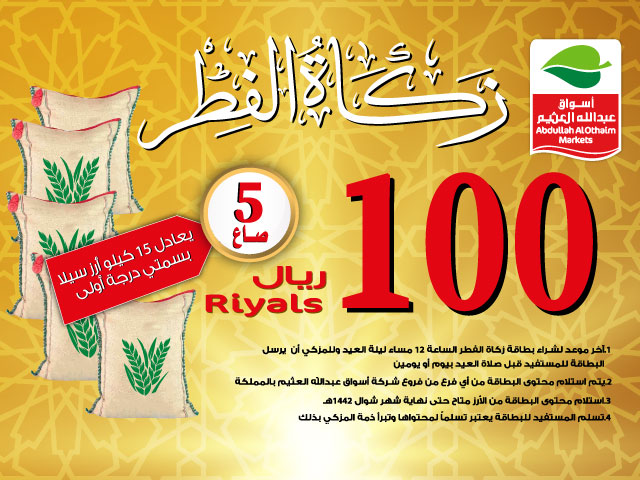 زَكَاةُ الفِطْر
أسواق
عبدالله العثيم
Abdullah AlOthaim
Markets
5
صاع
100
ريال
Riyals
يعادل 15 كيلو أرز سيلا
بسمتي درجة أولى
1.آخر موعد لشراء بطاقة زكاة الفطر الساعة 12 مساء ليلة العيد وللمزكي أن يرسل
البطاقة للمستفيد قبل صلاة العيد بيوم أو يومين
2.يتم استلام محتوى البطاقة من أي فرع من فروع شركة أسواق عبدالله العثيم بالمملكة
3.استلام محتوى البطاقة من الأرز متاح حتى نهاية شهر شوال 1442هـ
4.تسلم المستفيد للبطاقة يعتبر تسلماً لمحتواها وتبرأ ذمة المزكي بذلك